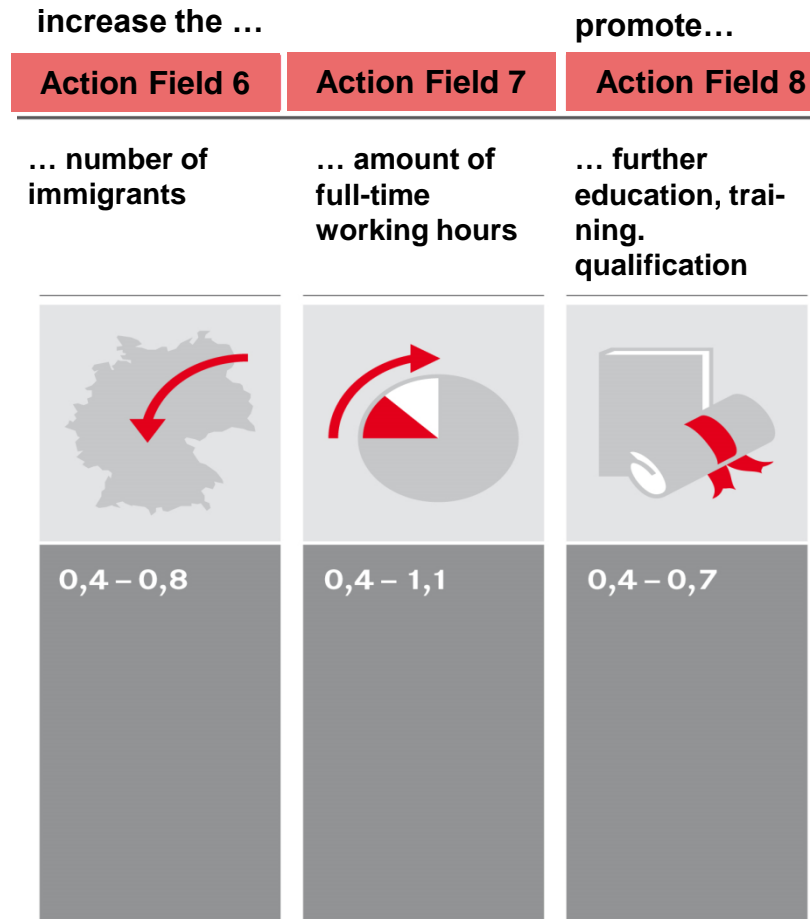 increase the …
promote…
Action Field 6
Action Field 7
Action Field 8
… number of
immigrants
… amount of
full-time
working hours
… further
education, trai-
ning.
qualification
0,4 – 0,8
0,4 – 1,1
0,4 – 0,7